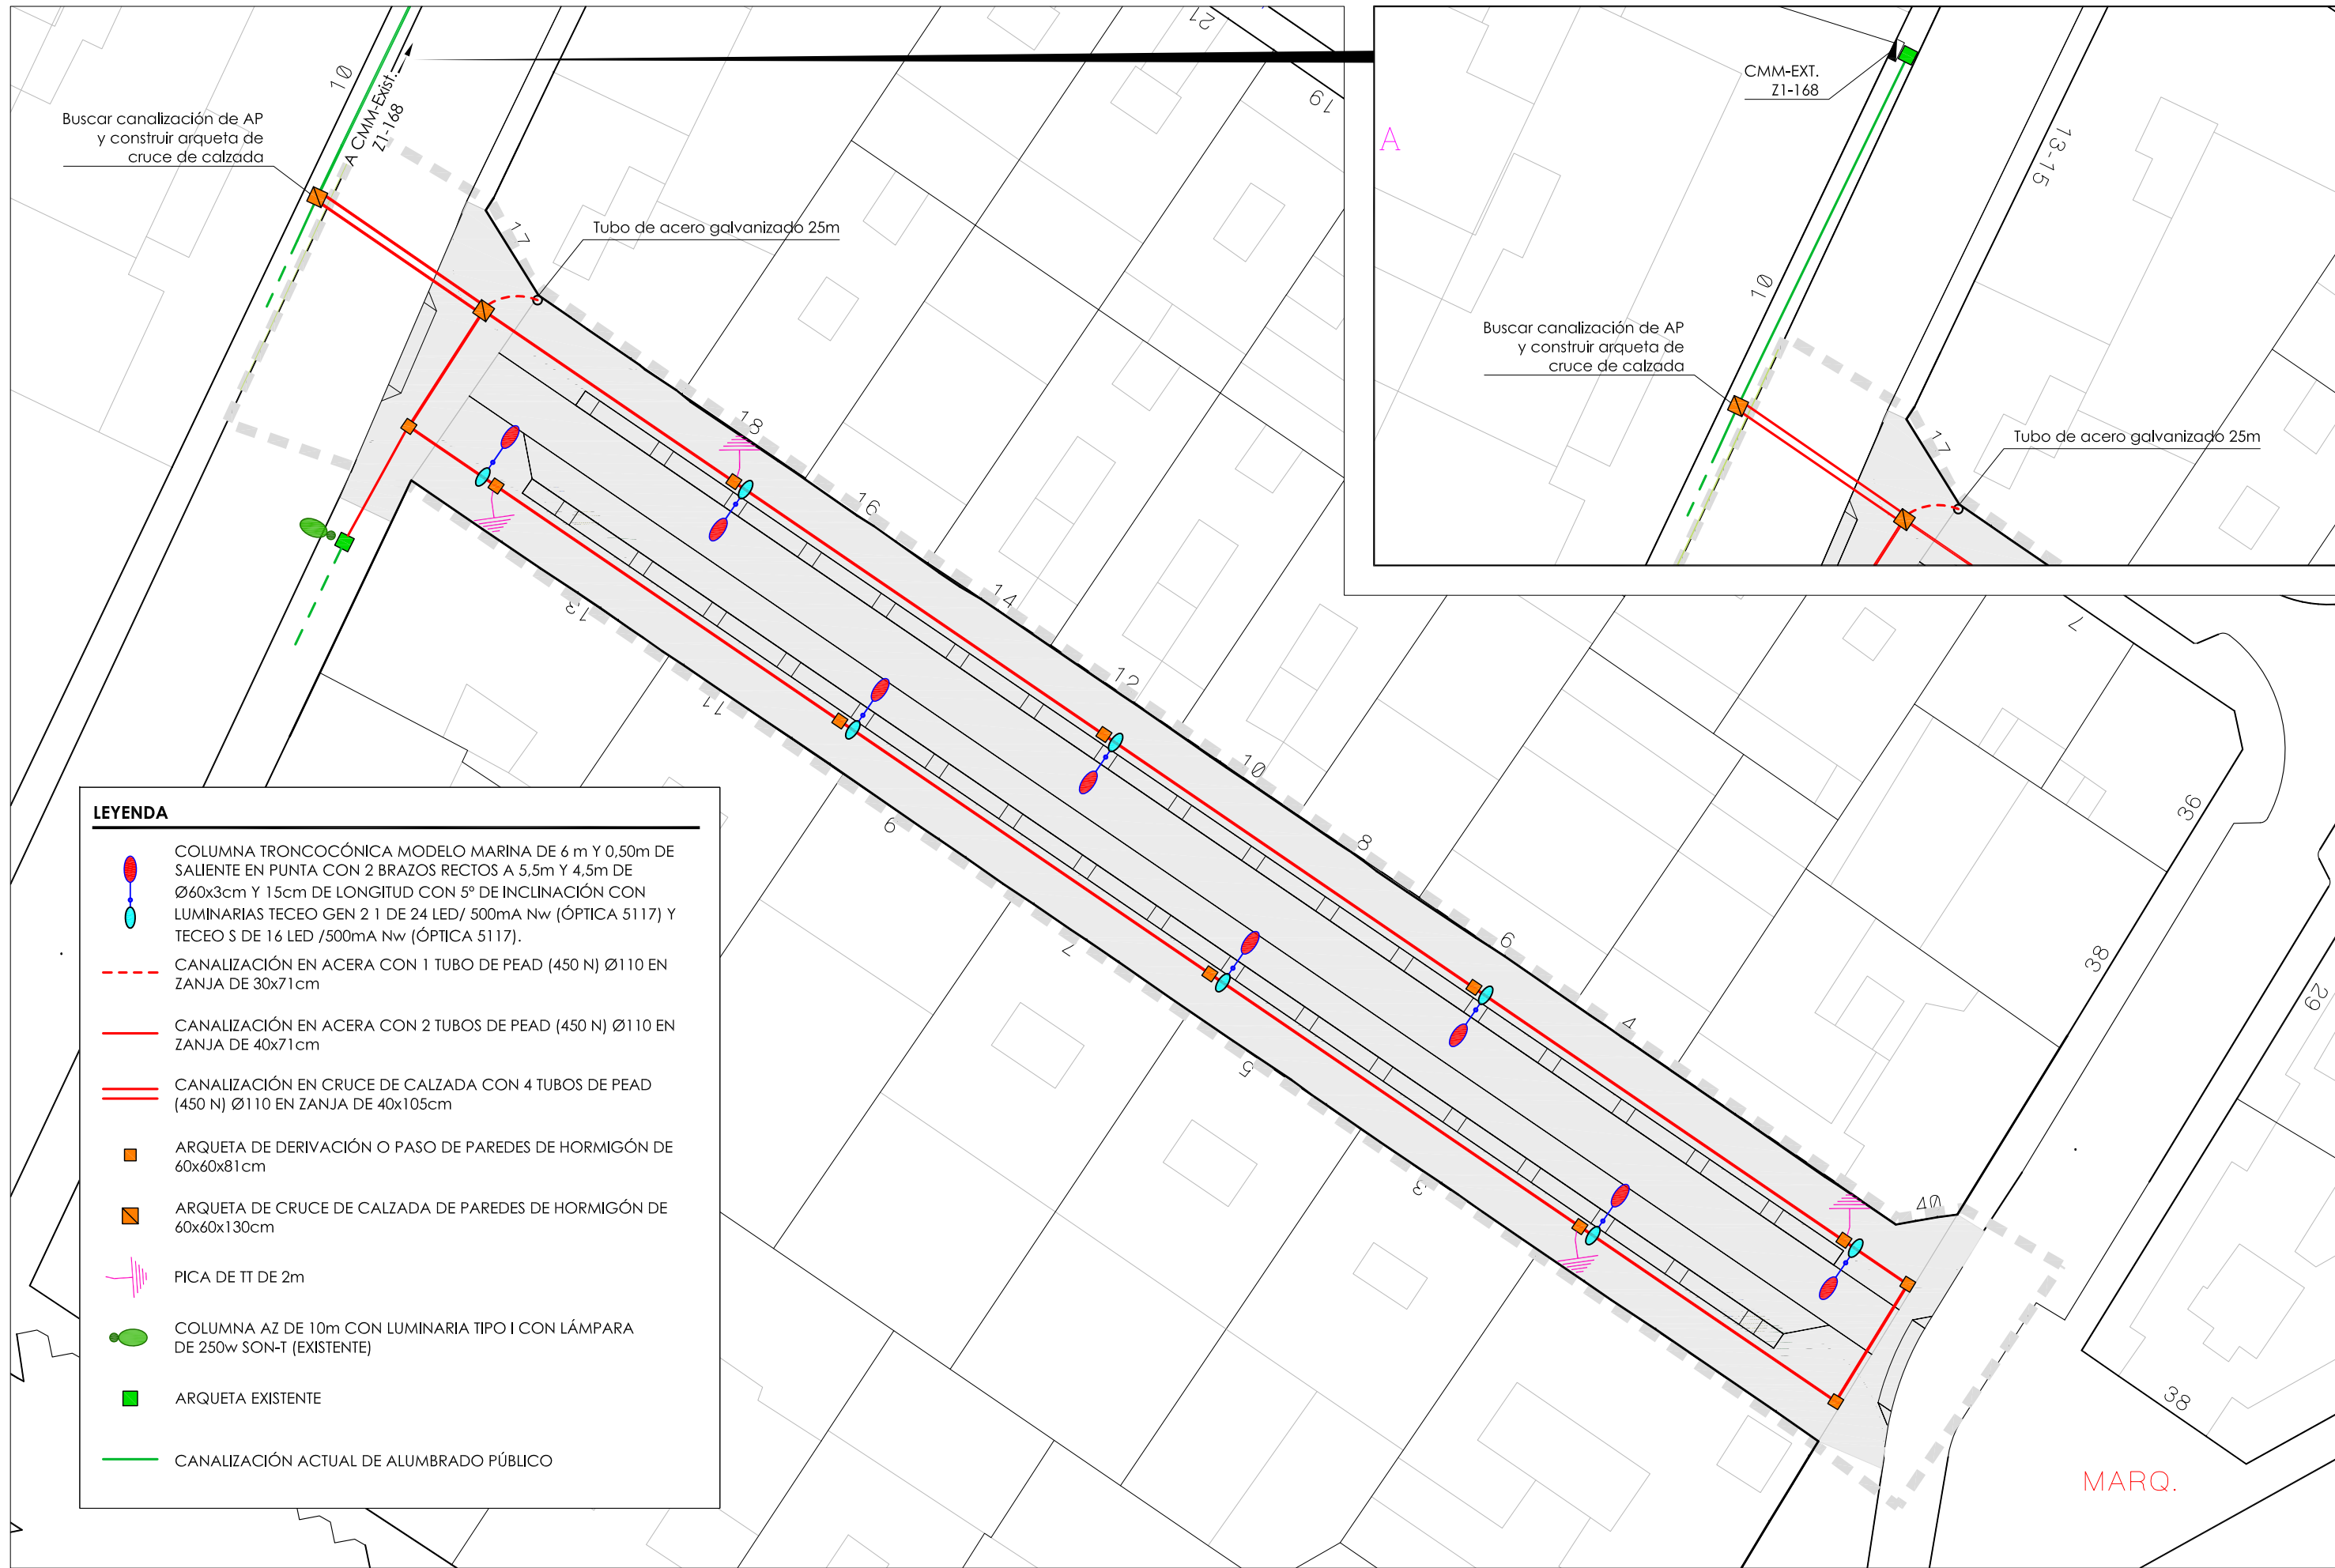 21
19
10
A CMM-Exist.
Z1-168
Buscar canalización de AP
y construir arqueta de
cruce de calzada
17
Tubo de acero galvanizado 25m
18
16
14
12
10
8
6
4
40
13
11
9
7
5
3
CMM-EXT.
Z1-168
A
13-15
10
Buscar canalización de AP
y construir arqueta de
cruce de calzada
17
Tubo de acero galvanizado 25m
7
36
38
29
38
MARQ.
LEYENDA
COLUMNA TRONCOCÓNICA MODELO MARINA DE 6 m Y 0,50m DE
SALIENTE EN PUNTA CON 2 BRAZOS RECTOS A 5,5m Y 4,5m DE
Ø60x3cm Y 15cm DE LONGITUD CON 5º DE INCLINACIÓN CON
LUMINARIAS TECEO GEN 2 1 DE 24 LED/ 500mA Nw (ÓPTICA 5117) Y
TECEO S DE 16 LED /500mA Nw (ÓPTICA 5117).
CANALIZACIÓN EN ACERA CON 1 TUBO DE PEAD (450 N) Ø110 EN
ZANJA DE 30x71cm
CANALIZACIÓN EN ACERA CON 2 TUBOS DE PEAD (450 N) Ø110 EN
ZANJA DE 40x71cm
CANALIZACIÓN EN CRUCE DE CALZADA CON 4 TUBOS DE PEAD
(450 N) Ø110 EN ZANJA DE 40x105cm
ARQUETA DE DERIVACIÓN O PASO DE PAREDES DE HORMIGÓN DE
60x60x81cm
ARQUETA DE CRUCE DE CALZADA DE PAREDES DE HORMIGÓN DE
60x60x130cm
PICA DE TT DE 2m
COLUMNA AZ DE 10m CON LUMINARIA TIPO I CON LÁMPARA
DE 250w SON-T (EXISTENTE)
ARQUETA EXISTENTE
CANALIZACIÓN ACTUAL DE ALUMBRADO PÚBLICO